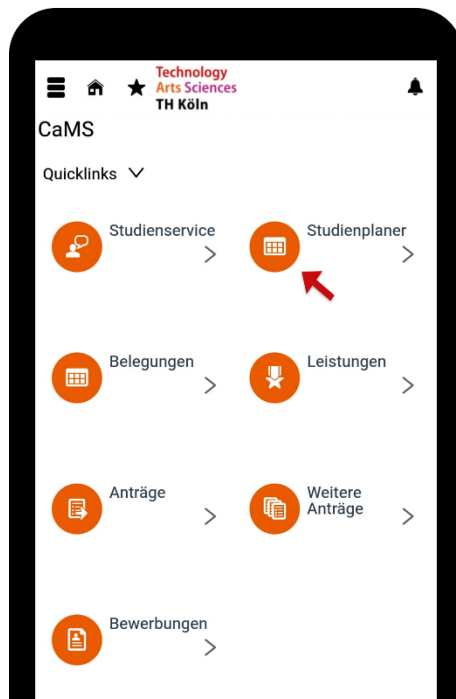 Technology
Arts Sciences
TH Köln
CaMS
Quicklinks
Studienservice
Studienplaner
Belegungen
Leistungen
Anträge
Weitere
Anträge
Bewerbungen